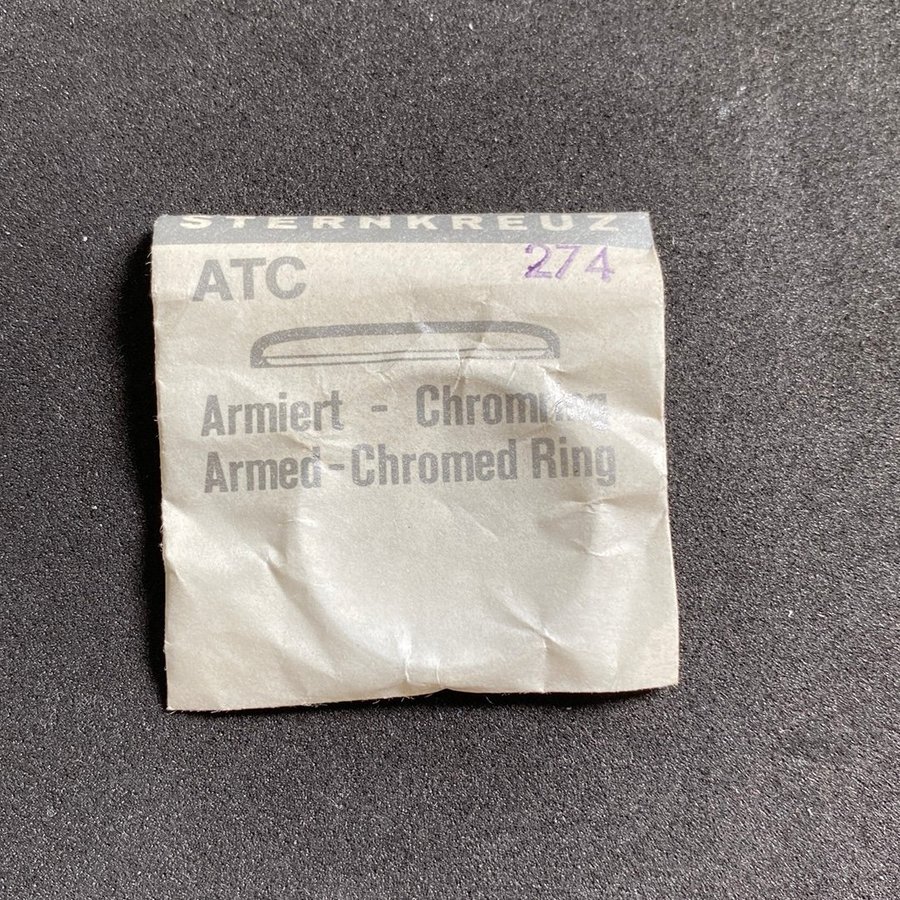 STERNKREUZ
ATC 274
Armiert - Chromring
Armed-Chromed Ring